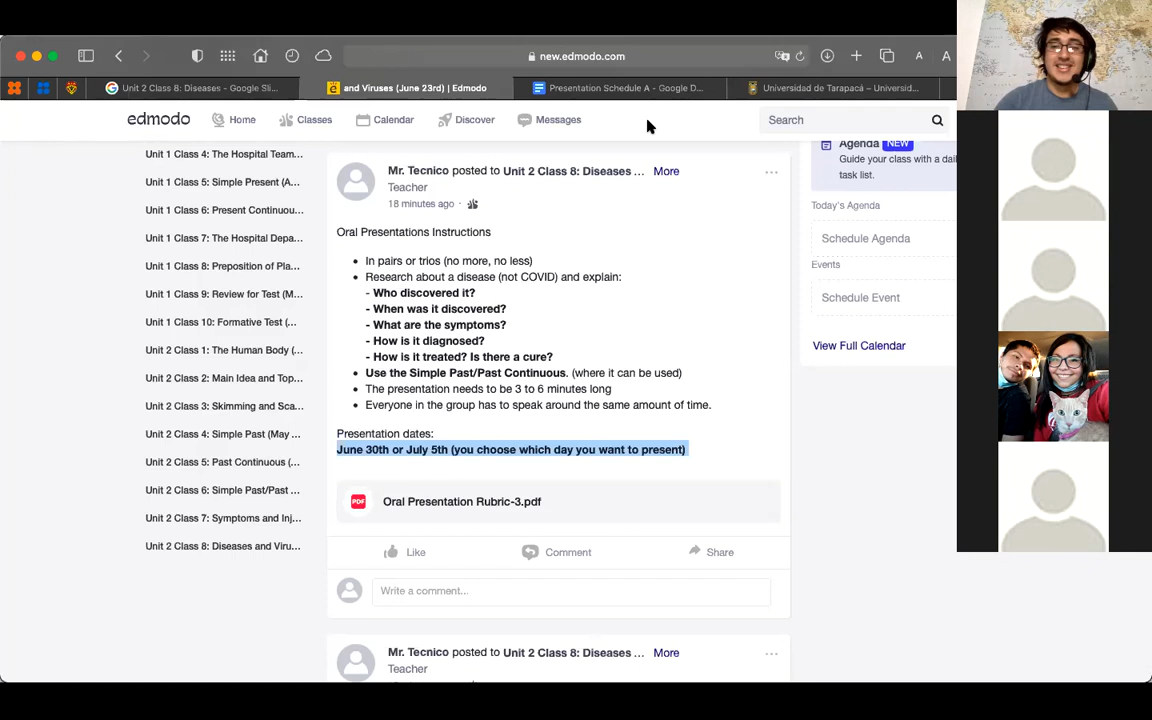 new.edmodo.com
A
A
Unit 2 Class 8: Diseases - Google Sli...
and Viruses (June 23rd) | Edmodo
Presentation Schedule A - Google D...
Universidad de Tarapacá — Universid...
edmodo
Home
Classes
Calendar
Discover
Messages
Search
Unit 1 Class 4: The Hospital Team...
Unit 1 Class 5: Simple Present (A...
Unit 1 Class 6: Present Continuou...
Unit 1 Class 7: The Hospital Depa...
Unit 1 Class 8: Preposition of Pla...
Unit 1 Class 9: Review for Test (M...
Unit 1 Class 10: Formative Test (...
Unit 2 Class 1: The Human Body (...
Unit 2 Class 2: Main Idea and Top...
Unit 2 Class 3: Skimming and Sca...
Unit 2 Class 4: Simple Past (May ...
Unit 2 Class 5: Past Continuous (...
Unit 2 Class 6: Simple Past/Past ...
Unit 2 Class 7: Symptoms and Inj...
Unit 2 Class 8: Diseases and Viru...
Mr. Tecnico posted to Unit 2 Class 8: Diseases ... More
Teacher
18 minutes ago ·
Oral Presentations Instructions
• In pairs or trios (no more, no less)
• Research about a disease (not COVID) and explain:
- Who discovered it?
- When was it discovered?
- What are the symptoms?
- How is it diagnosed?
- How is it treated? Is there a cure?
• Use the Simple Past/Past Continuous. (where it can be used)
• The presentation needs to be 3 to 6 minutes long
• Everyone in the group has to speak around the same amount of time.
Presentation dates:
June 30th or July 5th (you choose which day you want to present)
PDF
Oral Presentation Rubric-3.pdf
Like
Comment
Share
Write a comment...
Mr. Tecnico posted to Unit 2 Class 8: Diseases ... More
Teacher
Agenda NEW
Guide your class with a dail
task list.
Today's Agenda
Schedule Agenda
Events
Schedule Event
View Full Calendar